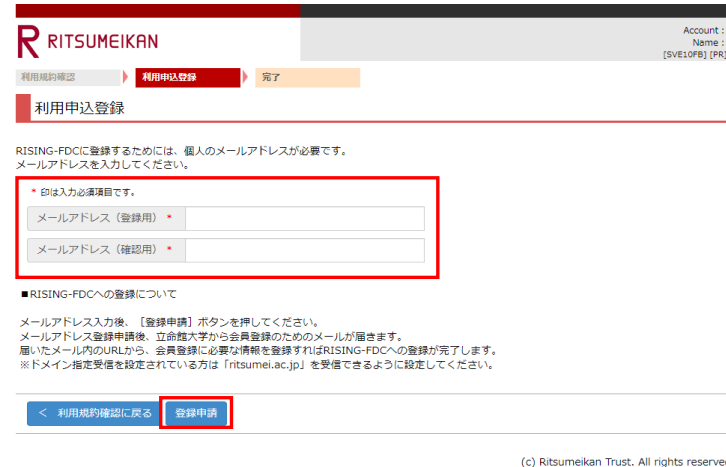 RITSUMEIKAN
Account :
Name :
[SVE10FB] [PR]
利用規約確認 利用申込登録 完了
利用申込登録
RISING-FDCに登録するためには、個人のメールアドレスが必要です。
メールアドレスを入力してください。
* 印は入力必須項目です。
メールアドレス（登録用） *
メールアドレス（確認用） *
■RISING-FDCへの登録について
メールアドレス入力後、［登録申請］ボタンを押してください。
メールアドレス登録申請後、立命館大学から会員登録のためのメールが届きます。
届いたメール内のURLから、会員登録に必要な情報を登録すればRISING-FDCへの登録が完了します。
※ドメイン指定受信を設定されている方は「ritsumei.ac.jp」を受信できるように設定してください。
＜ 利用規約確認に戻る 登録申請
(c) Ritsumeikan Trust. All rights reserved